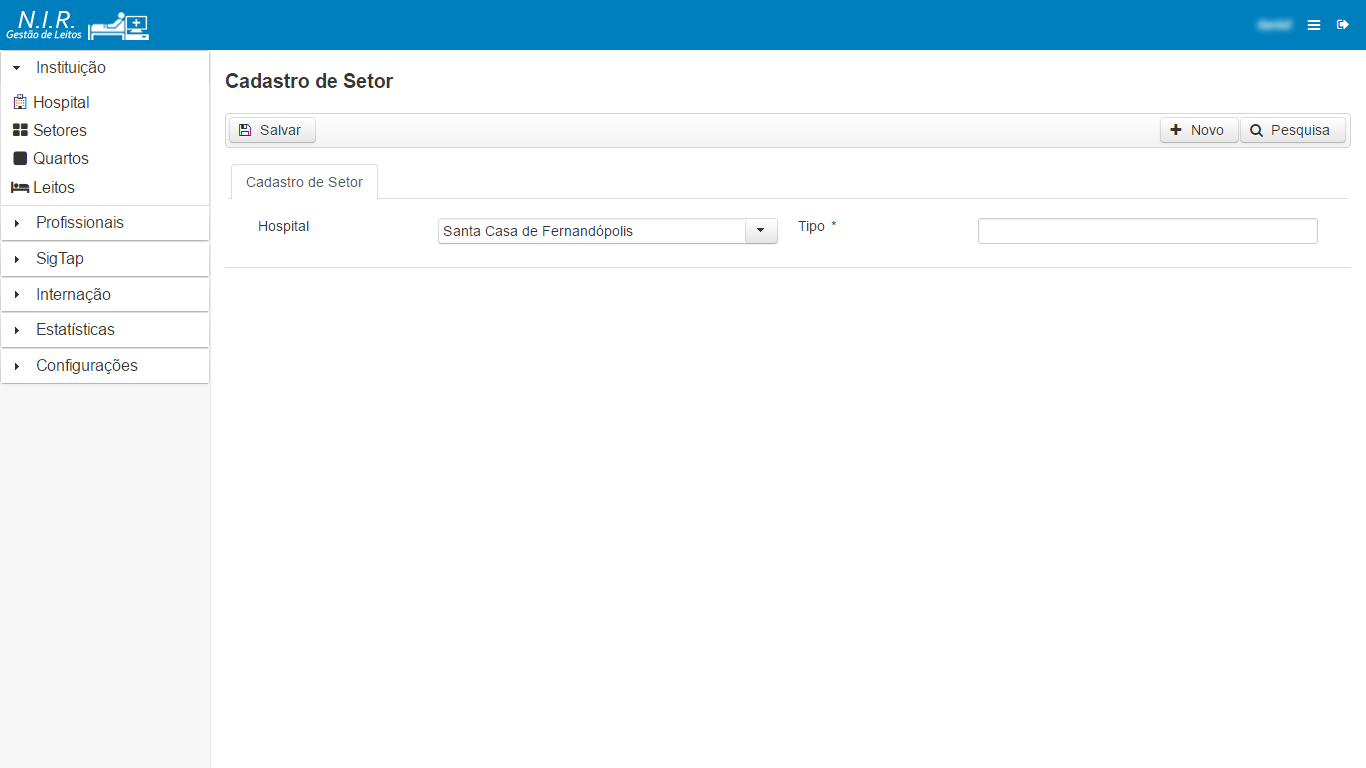 N.I.R.
Gestão de Leitos
Instituição
Hospital
Setores
Quartos
Leitos
Profissionais
SigTap
Internação
Estatísticas
Configurações
Cadastro de Setor
Salvar
Novo
Pesquisa
Cadastro de Setor
Hospital
Santa Casa de Fernandópolis
Tipo *